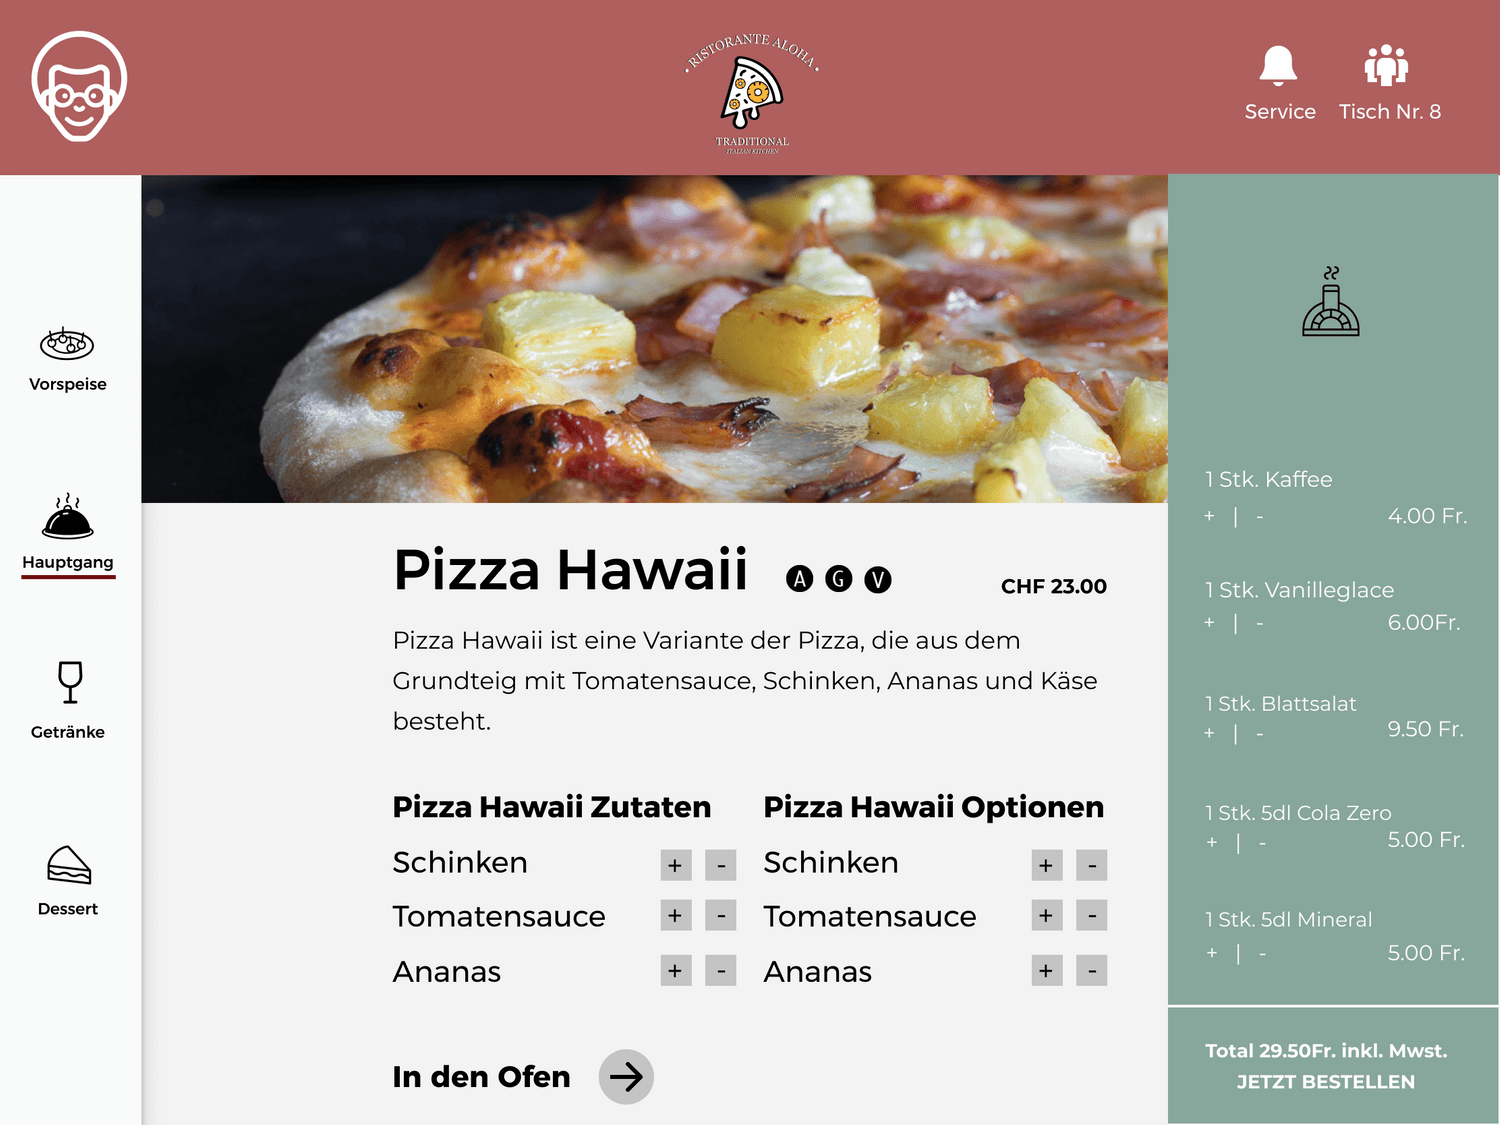 • RISTORANTE ALOHA •
TRADITIONAL
ITALIAN KITCHEN
Service
Tisch Nr. 8
Vorspeise
Hauptgang
Getränke
Dessert
Pizza Hawaii
A G V
CHF 23.00
Pizza Hawaii ist eine Variante der Pizza, die aus dem
Grundteig mit Tomatensauce, Schinken, Ananas und Käse
besteht.
Pizza Hawaii Zutaten
Schinken + -
Tomatensauce + -
Ananas + -
Pizza Hawaii Optionen
Schinken + -
Tomatensauce + -
Ananas + -
In den Ofen
1 Stk. Kaffee
+ | - 4.00 Fr.
1 Stk. Vanilleglace
+ | - 6.00Fr.
1 Stk. Blattsalat
+ | - 9.50 Fr.
1 Stk. 5dl Cola Zero
+ | - 5.00 Fr.
1 Stk. 5dl Mineral
+ | - 5.00 Fr.
Total 29.50Fr. inkl. Mwst.
JETZT BESTELLEN